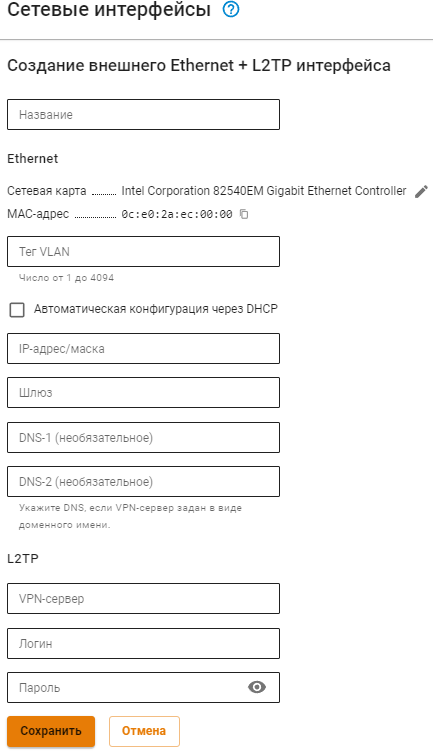 Сетевые интерфейсы ?
Создание внешнего Ethernet + L2TP интерфейса
Название
Ethernet
Сетевая карта ........ Intel Corporation 82540EM Gigabit Ethernet Controller
MAC-адрес ............. 0c:e0:2a:ec:00:00
Тег VLAN
Число от 1 до 4094
Автоматическая конфигурация через DHCP
IP-адрес/маска
Шлюз
DNS-1 (необязательное)
DNS-2 (необязательное)
Укажите DNS, если VPN-сервер задан в виде
доменного имени.
L2TP
VPN-сервер
Логин
Пароль
Сохранить Отмена